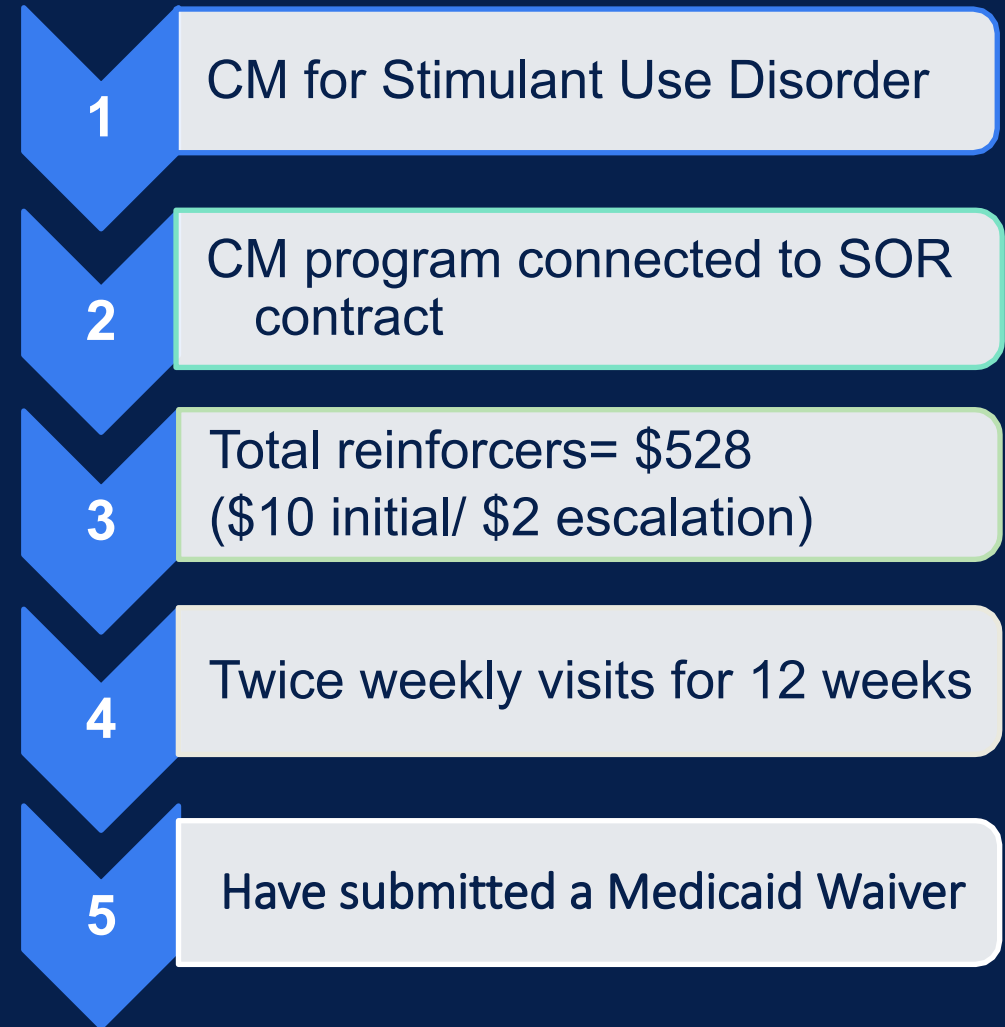 1
CM for Stimulant Use Disorder
2
CM program connected to SOR
contract
3
Total reinforcers= $528
($10 initial/ $2 escalation)
4
Twice weekly visits for 12 weeks
5
Have submitted a Medicaid Waiver